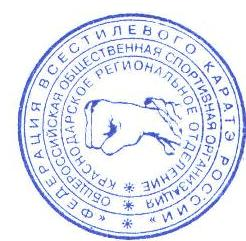 «ФЕДЕРАЦИЯ ВСЕСТИЛЕВОГО КАРАТЭ РОССИИ»
ОБЩЕРОССИЙСКАЯ ОБЩЕСТВЕННАЯ СПОРТИВНАЯ ОРГАНИЗАЦИЯ
КРАСНОДАРСКОЕ РЕГИОНАЛЬНОЕ ОТДЕЛЕНИЕ